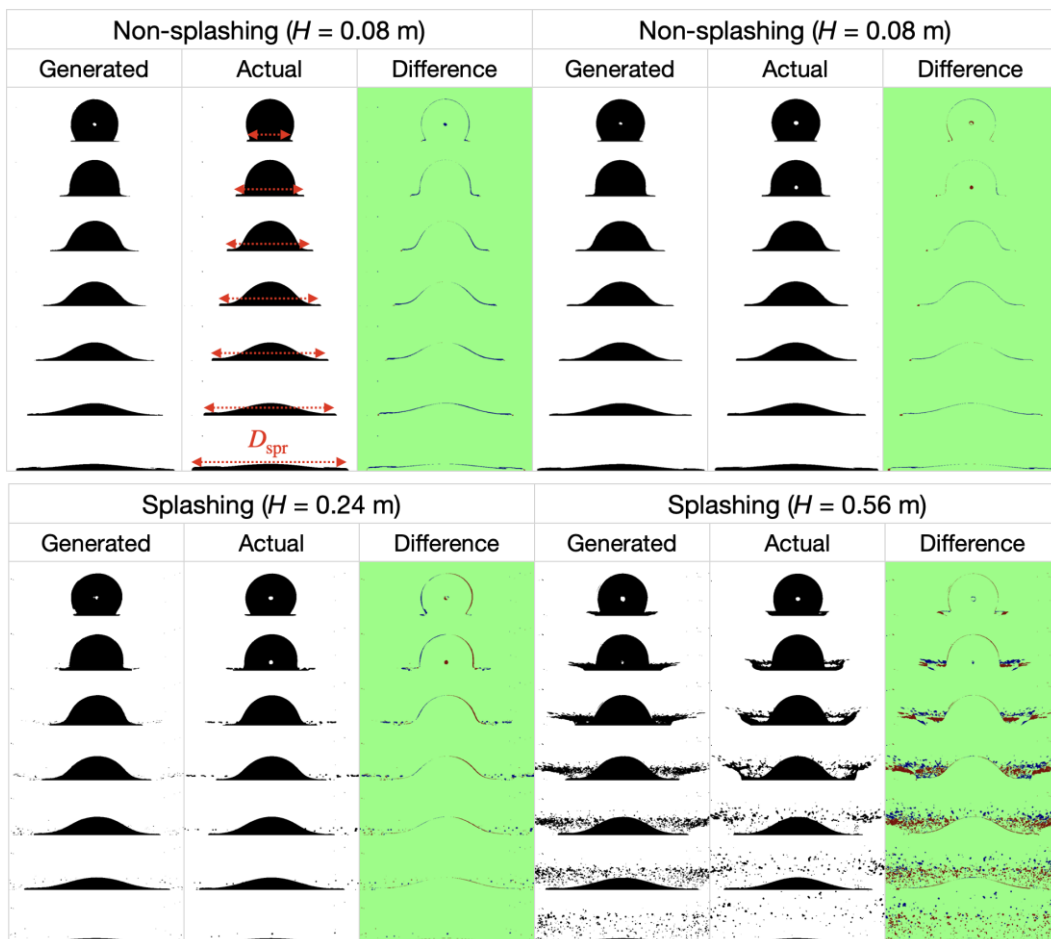 Non-splashing (H = 0.08 m)
Non-splashing (H = 0.08 m)
Generated
Actual
Difference
Generated
Actual
Difference
D_spr
Splashing (H = 0.24 m)
Splashing (H = 0.56 m)
Generated
Actual
Difference
Generated
Actual
Difference